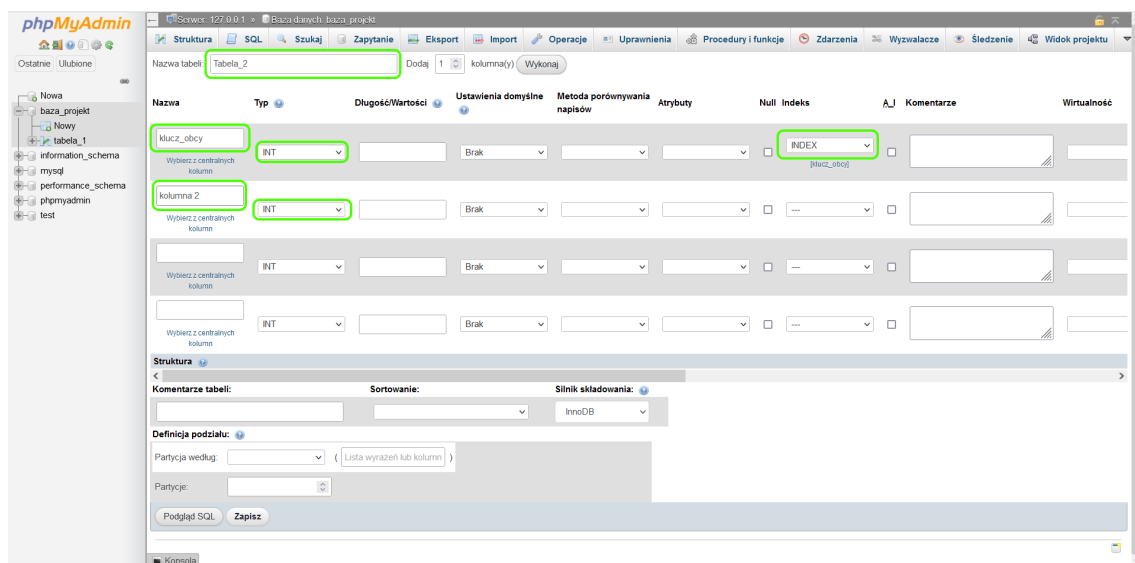 phpMyAdmin
Serwer: 127.0.0.1 » Baza danych: baza_projekt
Struktura SQL Szukaj Zapytanie Eksport Import Operacje Uprawnienia Procedury i funkcje Zdarzenia Wyzwalacze Śledzenie Widok projektu
Ostatnie Ulubione
Nowa
baza_projekt
Nowy
tabela_1
information_schema
mysql
performance_schema
phpmyadmin
test
Nazwa tabeli: Tabela_2 Dodaj 1 kolumna(y) Wykonaj
Nazwa Typ Długość/Wartości Ustawienia domyślne Metoda porównywania napisów Atrybuty Null Indeks A_I Komentarze Wirtualność
klucz_obcy INT Brak INDEX
Wybierz z centralnych kolumn [klucz_obcy]
kolumna 2 INT Brak ---
Wybierz z centralnych kolumn
INT Brak ---
Wybierz z centralnych kolumn
INT Brak ---
Wybierz z centralnych kolumn
Struktura
Komentarze tabeli: Sortowanie: Silnik składowania:
InnoDB
Definicja podziału:
Partycja według: ( Lista wyrażeń lub kolumn )
Partycje:
Podgląd SQL Zapisz
Konsola